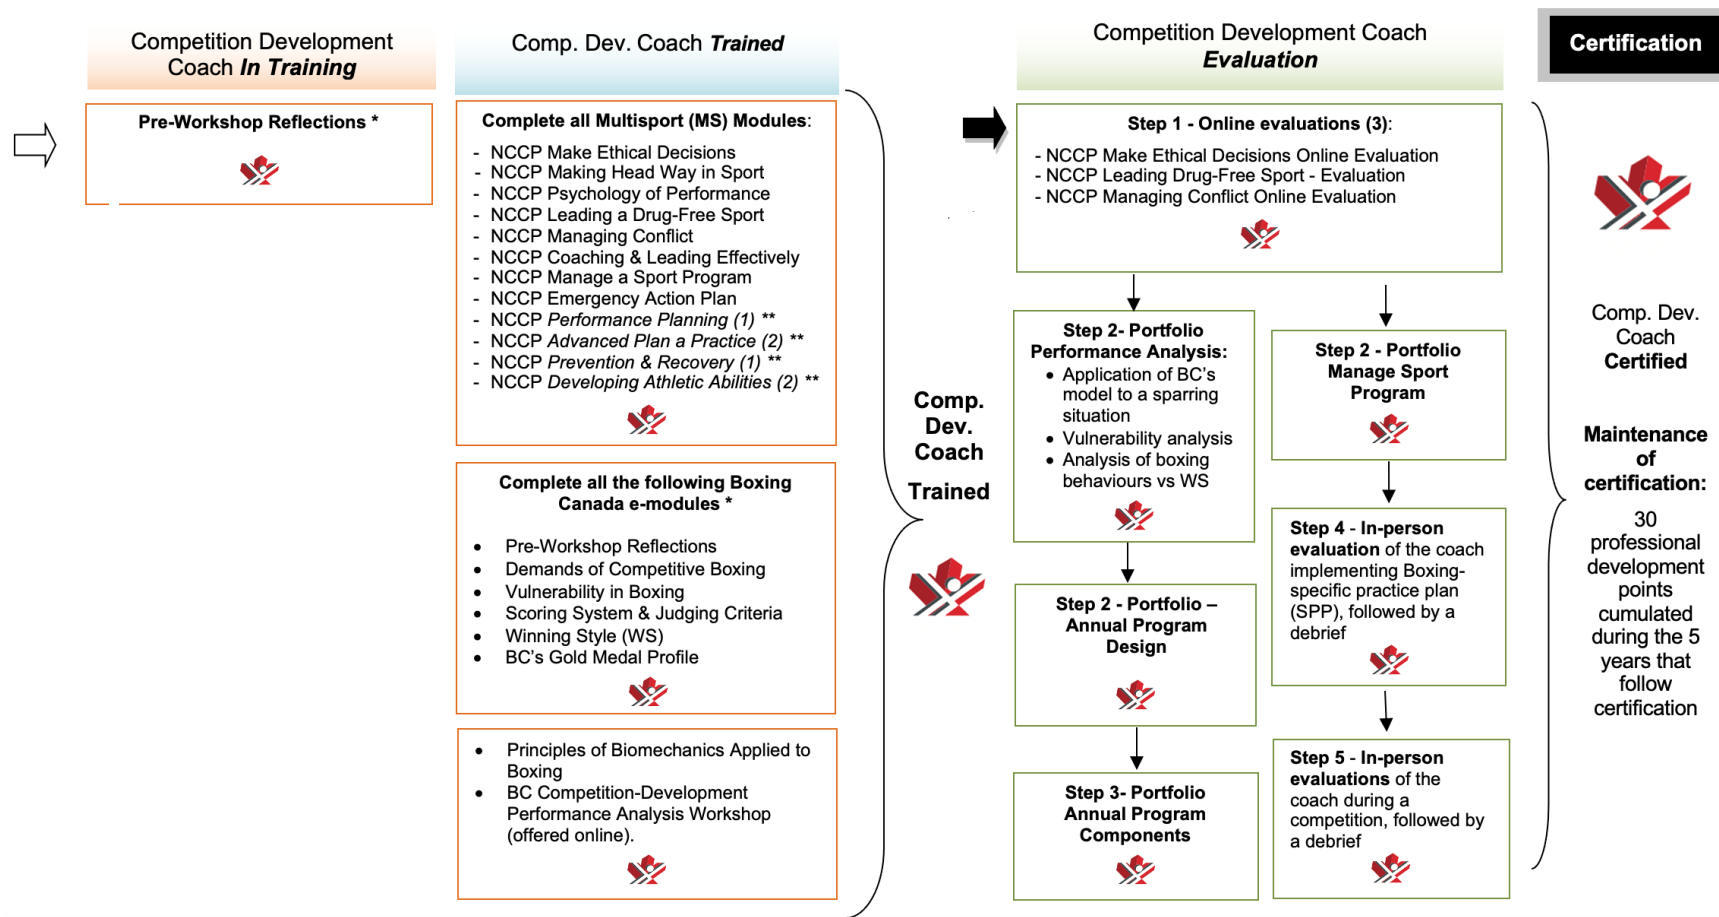 Competition Development
Coach In Training
Pre-Workshop Reflections *
Comp. Dev. Coach Trained
Complete all Multisport (MS) Modules:
- NCCP Make Ethical Decisions
- NCCP Making Head Way in Sport
- NCCP Psychology of Performance
- NCCP Leading a Drug-Free Sport
- NCCP Managing Conflict
- NCCP Coaching & Leading Effectively
- NCCP Manage a Sport Program
- NCCP Emergency Action Plan
- NCCP Performance Planning (1) **
- NCCP Advanced Plan a Practice (2) **
- NCCP Prevention & Recovery (1) **
- NCCP Developing Athletic Abilities (2) **
Complete all the following Boxing
Canada e-modules *
• Pre-Workshop Reflections
• Demands of Competitive Boxing
• Vulnerability in Boxing
• Scoring System & Judging Criteria
• Winning Style (WS)
• BC's Gold Medal Profile
• Principles of Biomechanics Applied to
Boxing
• BC Competition-Development
Performance Analysis Workshop
(offered online).
Comp.
Dev.
Coach
Trained
Competition Development Coach
Evaluation
Step 1 - Online evaluations (3):
- NCCP Make Ethical Decisions Online Evaluation
- NCCP Leading Drug-Free Sport - Evaluation
- NCCP Managing Conflict Online Evaluation
Step 2- Portfolio
Performance Analysis:
• Application of BC's
model to a sparring
situation
• Vulnerability analysis
• Analysis of boxing
behaviours vs WS
Step 2 - Portfolio –
Annual Program
Design
Step 3- Portfolio
Annual Program
Components
Step 2 - Portfolio
Manage Sport
Program
Step 4 - In-person
evaluation of the coach
implementing Boxing-
specific practice plan
(SPP), followed by a
debrief
Step 5 - In-person
evaluations of the
coach during a
competition, followed by
a debrief
Certification
Comp. Dev.
Coach
Certified
Maintenance
of
certification:
30
professional
development
points
cumulated
during the 5
years that
follow
certification